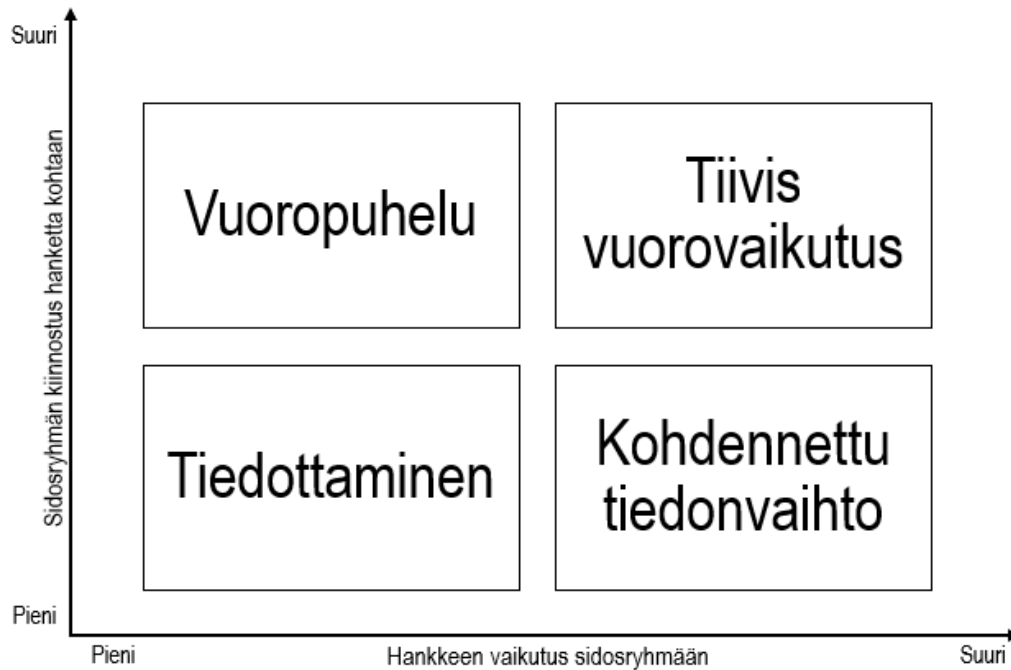 Suuri
Sidosryhmän kiinnostus hanketta kohtaan
Vuoropuhelu
Tiivis
vuorovaikutus
Tiedottaminen
Kohdennettu
tiedonvaihto
Pieni
Pieni
Hankkeen vaikutus sidosryhmään
Suuri